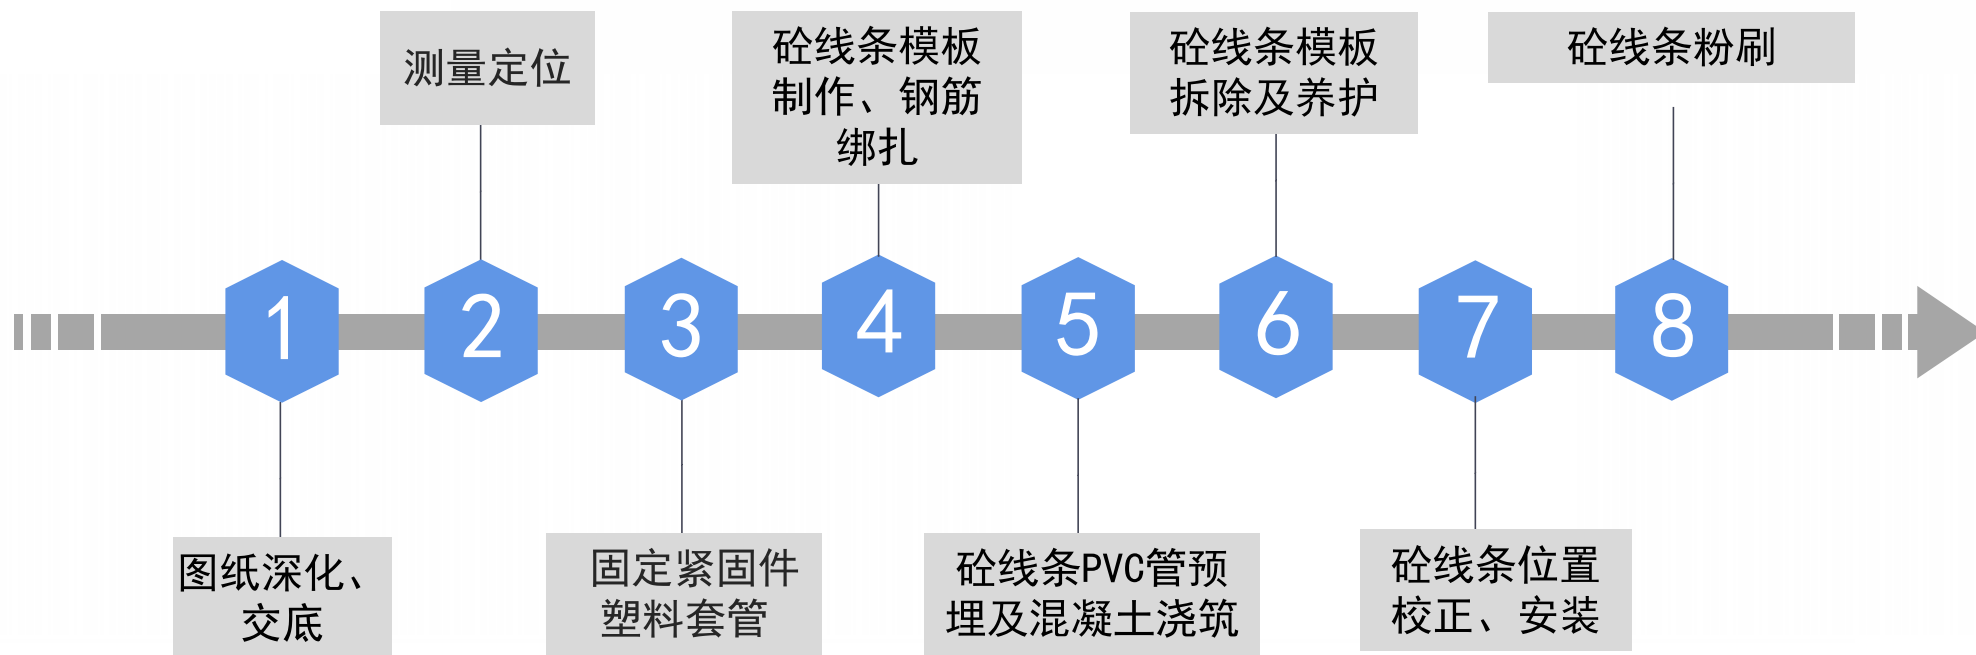 测量定位
砼线条模板
制作、钢筋
绑扎
砼线条模板
拆除及养护
砼线条粉刷
1
2
3
4
5
6
7
8
图纸深化、
交底
固定紧固件
塑料套管
砼线条PVC管预
埋及混凝土浇筑
砼线条位置
校正、安装